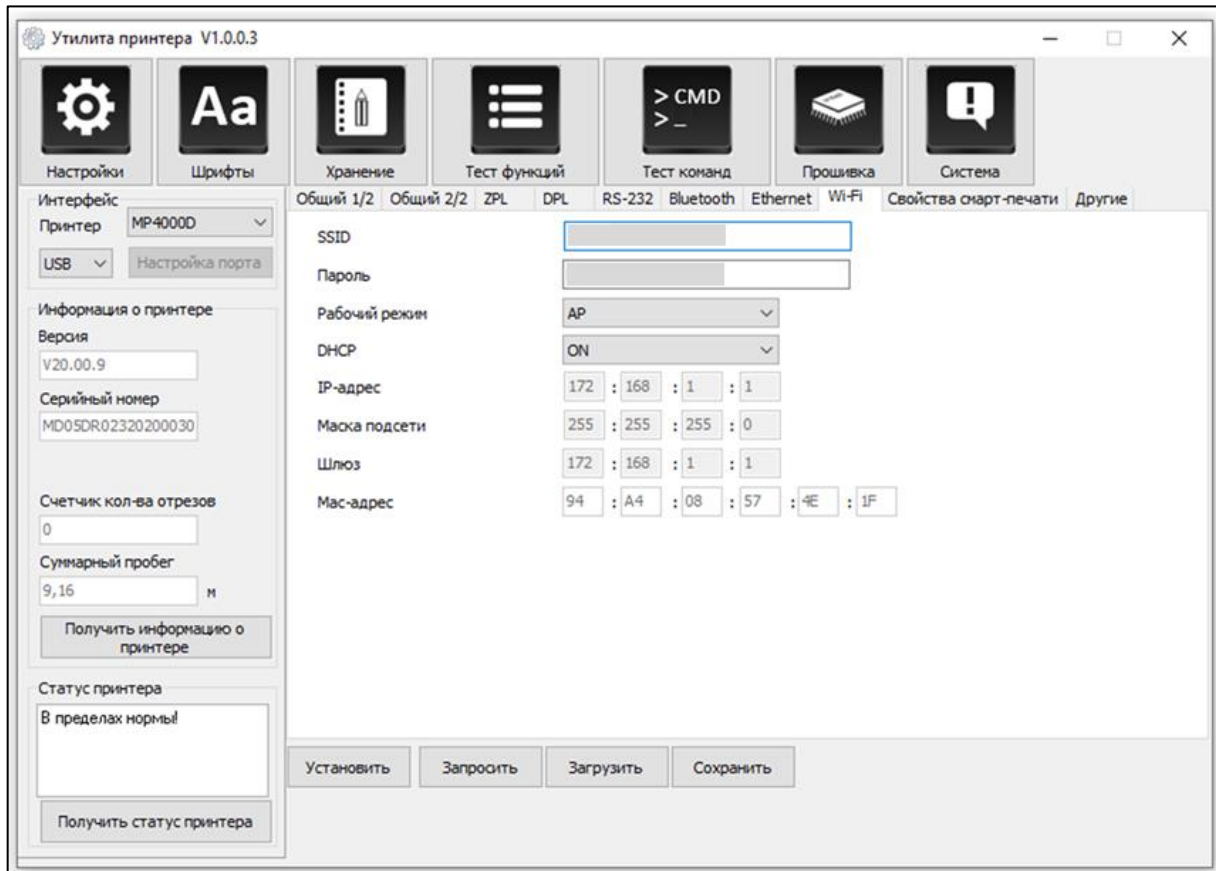 Утилита принтера V1.0.0.3
Aa
> CMD
> _
Настройки Шрифты Хранение Тест функций Тест команд Прошивка Система
Интерфейс
Принтер MP4000D
USB Настройка порта
Информация о принтере
Версия
V20.00.9
Серийный номер
MD05DR02320200030
Счетчик кол-ва отрезов
0
Суммарный пробег
9,16 м
Получить информацию о
принтере
Статус принтера
В пределах нормы!
Получить статус принтера
Общий 1/2 Общий 2/2 ZPL DPL RS-232 Bluetooth Ethernet Wi-Fi Свойства смарт-печати Другие
SSID
Пароль
Рабочий режим AP
DHCP ON
IP-адрес 172 : 168 : 1 : 1
Маска подсети 255 : 255 : 255 : 0
Шлюз 172 : 168 : 1 : 1
Mac-адрес 94 : A4 : 08 : 57 : 4E : 1F
Установить Запросить Загрузить Сохранить